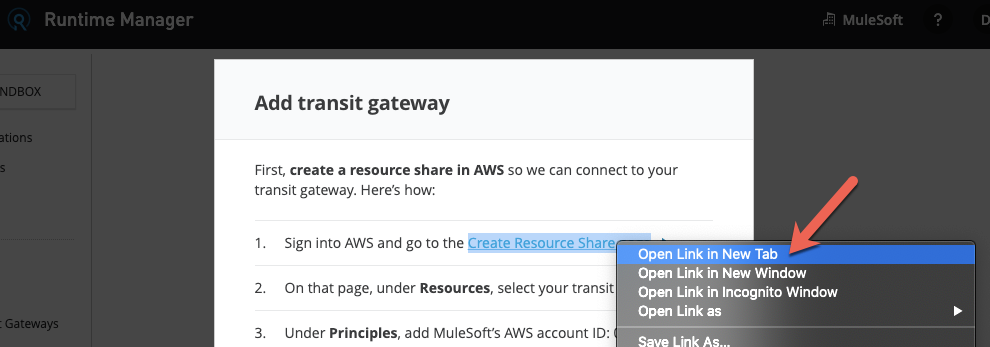 Runtime Manager
MuleSoft
?
D
NDBOX
Add transit gateway
ations
s
First, create a resource share in AWS so we can connect to your
transit gateway. Here's how:
1. Sign into AWS and go to the Create Resource Share
Open Link in New Tab
Open Link in New Window
2. On that page, under Resources, select your transit
Open Link in Incognito Window
Open Link as
t Gateways
3. Under Principles, add MuleSoft's AWS account ID:
Save Link As...